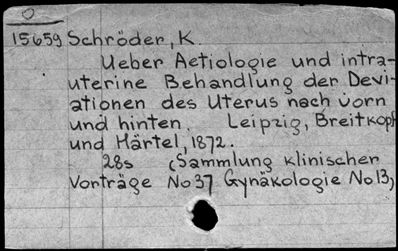 O
15659 Schröder, K.
Ueber Aetiologie und intra-
uterine Behandlung der Devi-
ationen des Uterus nach vorn
und hinten. Leipzig, Breitkopf
und Härtel, 1872.
28s (Sammlung klinischer
Vorträge No 37 Gynäkologie No 13)